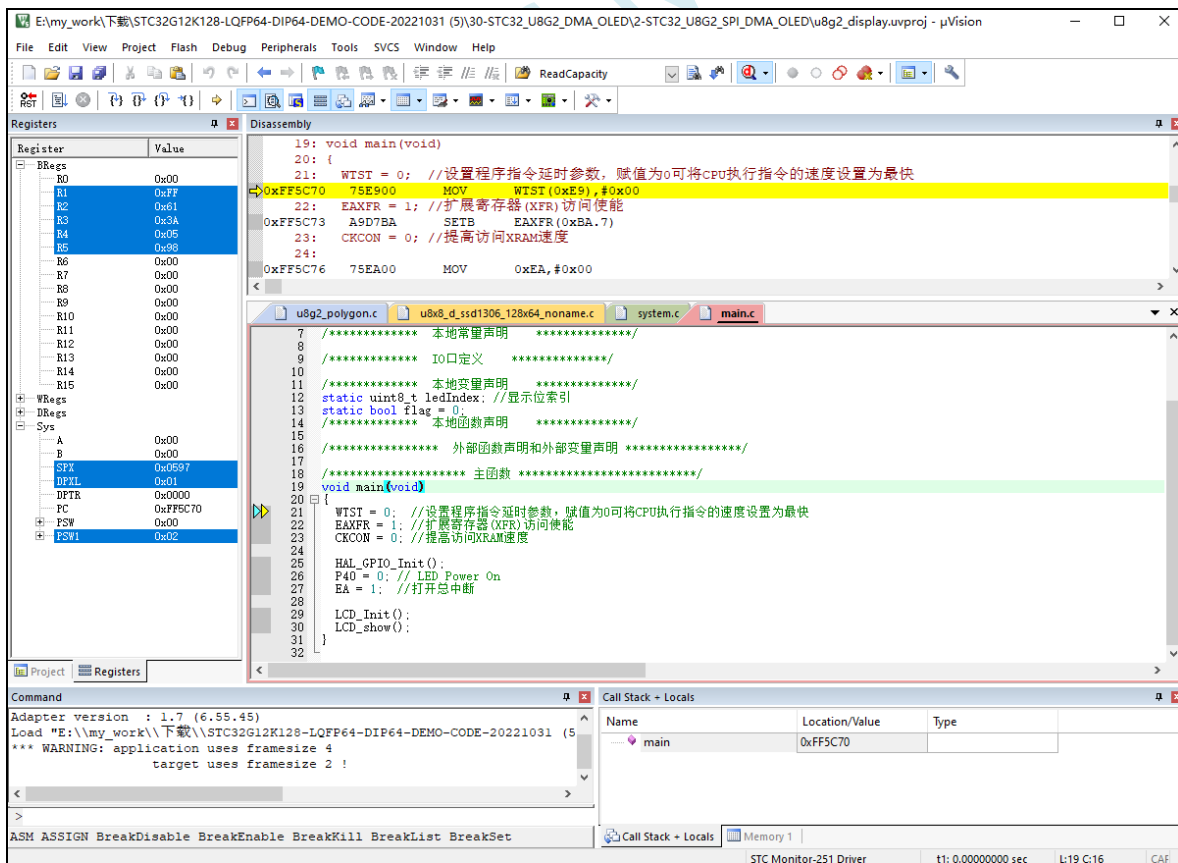 E:\my_work\下载\STC32G12K128-LQFP64-DIP64-DEMO-CODE-20221031 (5)\30-STC32_U8G2_DMA_OLED\2-STC32_U8G2_SPI_DMA_OLED\u8g2_display.uvproj - µVision
File Edit View Project Flash Debug Peripherals Tools SVCS Window Help
ReadCapacity
RST
Registers
Register Value
BRegs
R0 0x00
R1 0xFF
R2 0x61
R3 0x3A
R4 0x05
R5 0x98
R6 0x00
R7 0x00
R8 0x00
R9 0x00
R10 0x00
R11 0x00
R12 0x00
R13 0x00
R14 0x00
R15 0x00
WRegs
DRegs
Sys
A 0x00
B 0x00
SPX 0x0597
DPXL 0x01
DPTR 0x0000
PC 0xFF5C70
PSW 0x00
PSW1 0x02
Project Registers
Disassembly
19: void main(void)
20: {
21: WTST = 0; //设置程序指令延时参数，赋值为0可将CPU执行指令的速度设置为最快
0xFF5C70 75E900 MOV WTST(0xE9),#0x00
22: EAXFR = 1; //扩展寄存器(XFR)访问使能
0xFF5C73 A9D7BA SETB EAXFR(0xBA.7)
23: CKCON = 0; //提高访问XRAM速度
24:
0xFF5C76 75EA00 MOV 0xEA,#0x00
u8g2_polygon.c u8x8_d_ssd1306_128x64_noname.c system.c main.c
7 /************* 本地常量声明 **************/
8
9 /************* IO口定义 **************/
10
11 /************* 本地变量声明 **************/
12 static uint8_t ledIndex; //显示位索引
13 static bool flag = 0;
14 /************* 本地函数声明 **************/
15
16 /**************** 外部函数声明和外部变量声明 *****************/
17
18 /******************** 主函数 **************************/
19 void main(void)
20 {
21 WTST = 0; //设置程序指令延时参数，赋值为0可将CPU执行指令的速度设置为最快
22 EAXFR = 1; //扩展寄存器(XFR)访问使能
23 CKCON = 0; //提高访问XRAM速度
24
25 HAL_GPIO_Init();
26 P40 = 0; // LED Power On
27 EA = 1; //打开总中断
28
29 LCD_Init();
30 LCD_show();
31 }
32
Command
Adapter version : 1.7 (6.55.45)
Load "E:\\my_work\\下载\\STC32G12K128-LQFP64-DIP64-DEMO-CODE-20221031 (5
*** WARNING: application uses framesize 4
target uses framesize 2 !
>
ASM ASSIGN BreakDisable BreakEnable BreakKill BreakList BreakSet
Call Stack + Locals
Name Location/Value Type
main 0xFF5C70
Call Stack + Locals Memory 1
STC Monitor-251 Driver t1: 0.00000000 sec L:19 C:16 CAP